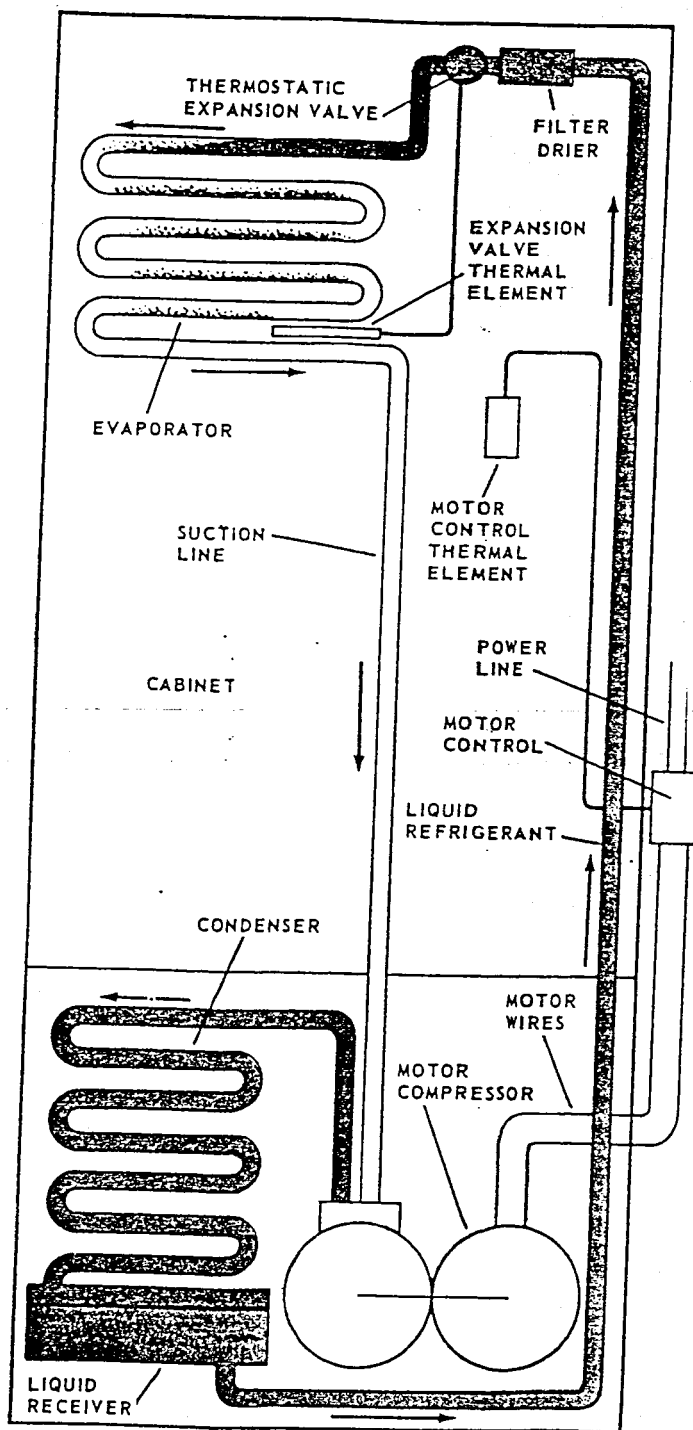 THERMOSTATIC
EXPANSION VALVE
FILTER
DRIER
EXPANSION
VALVE
THERMAL
ELEMENT
EVAPORATOR
MOTOR
CONTROL
THERMAL
ELEMENT
SUCTION
LINE
POWER
LINE
CABINET
MOTOR
CONTROL
LIQUID
REFRIGERANT
CONDENSER
MOTOR
WIRES
MOTOR
COMPRESSOR
LIQUID
RECEIVER